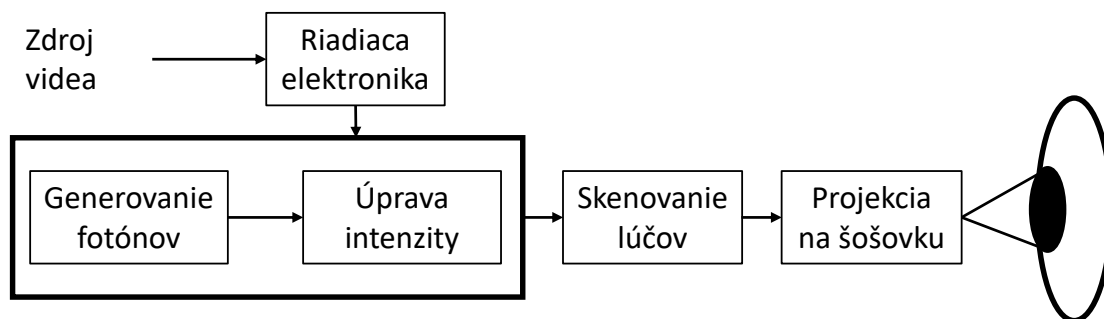 Zdroj
videa
Riadiaca
elektronika
Generovanie
fotónov
Úprava
intenzity
Skenovanie
lúčov
Projekcia
na šošovku